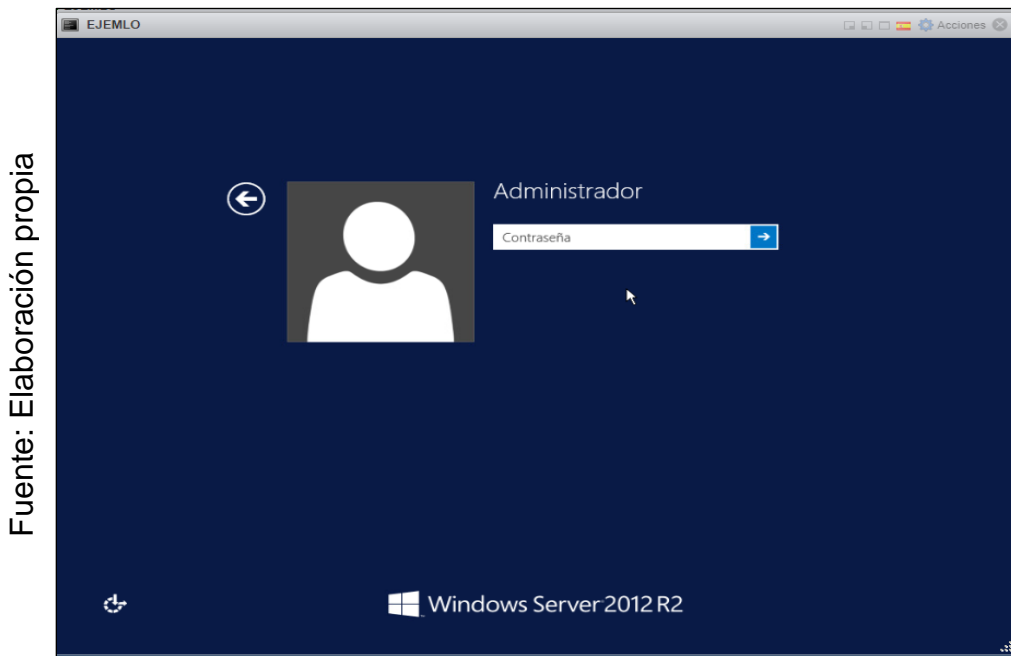 EJEMLO
Acciones
Administrador
Contraseña
Windows Server 2012 R2
Fuente: Elaboración propia